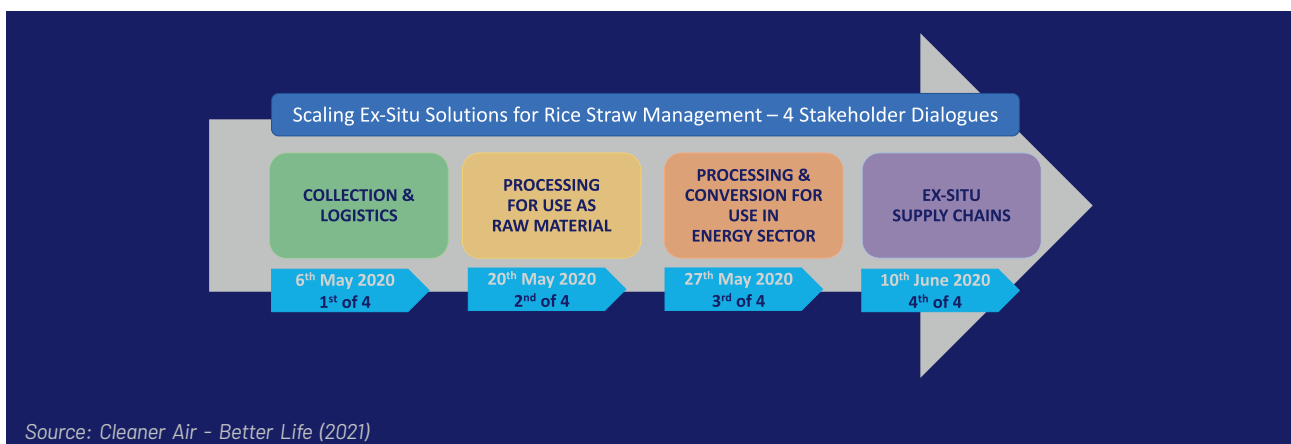 Scaling Ex-Situ Solutions for Rice Straw Management – 4 Stakeholder Dialogues
COLLECTION &
LOGISTICS
6th May 2020
1st of 4
PROCESSING
FOR USE AS
RAW MATERIAL
20th May 2020
2nd of 4
PROCESSING &
CONVERSION FOR
USE IN
ENERGY SECTOR
27th May 2020
3rd of 4
EX-SITU
SUPPLY CHAINS
10th June 2020
4th of 4
Source: Cleaner Air - Better Life (2021)